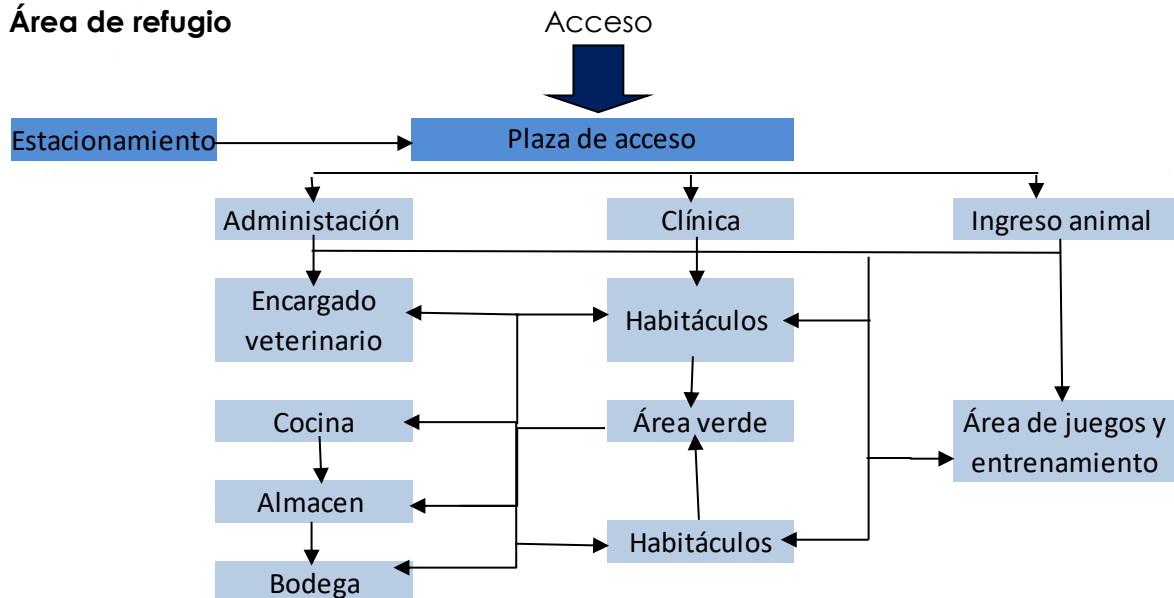 Área de refugio
Acceso
Estacionamiento
Plaza de acceso
Administación
Clínica
Ingreso animal
Encargado
veterinario
Habitáculos
Cocina
Área verde
Área de juegos y
entrenamiento
Almacen
Habitáculos
Bodega